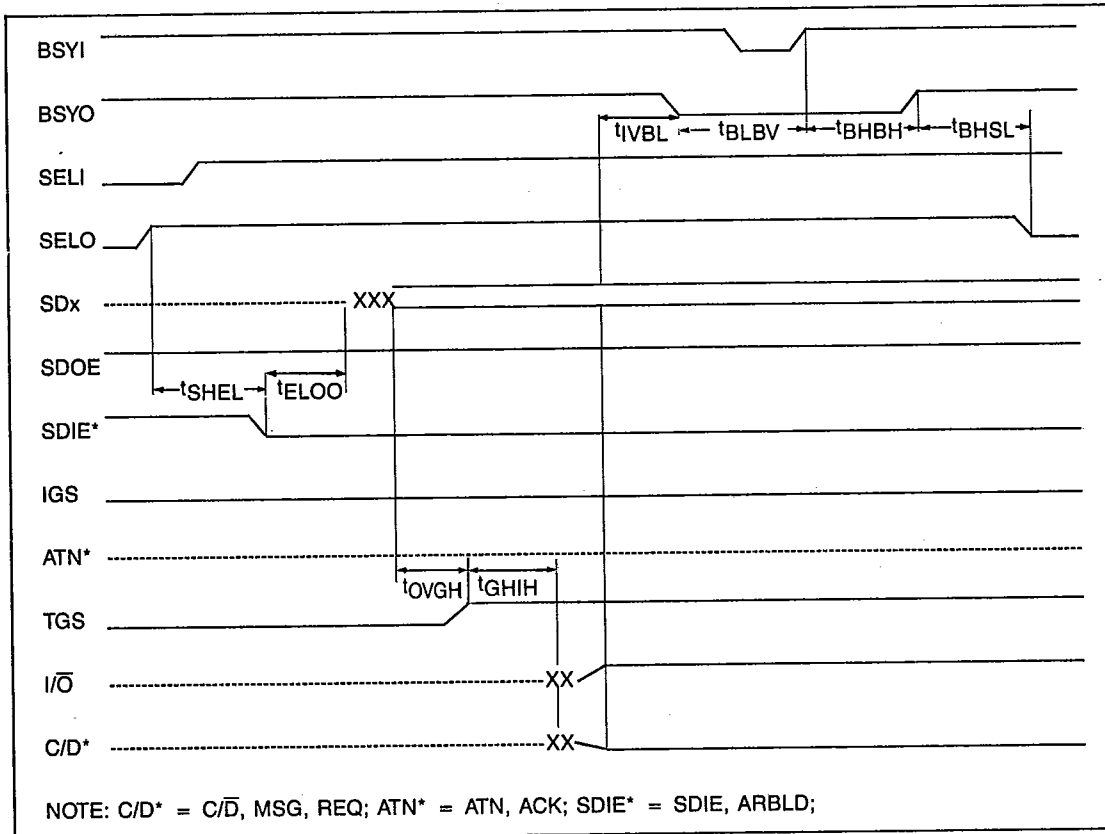 BSYI
BSYO
tIVBL tBLBV tBHBH tBHSL
SELI
SELO
SDx XXX
SDOE
tSHEL tELOO
SDIE*
IGS
ATN*
tOVGH tGHIH
TGS
I/O̅ XX
C/D* XX
NOTE: C/D* = C/D̅, MSG, REQ; ATN* = ATN, ACK; SDIE* = SDIE, ARBLD;